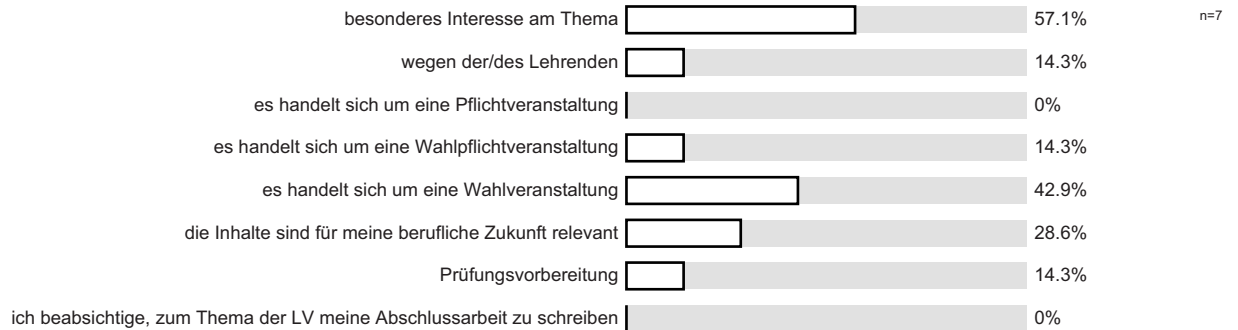 besonderes Interesse am Thema 57.1% n=7
wegen der/des Lehrenden 14.3%
es handelt sich um eine Pflichtveranstaltung 0%
es handelt sich um eine Wahlpflichtveranstaltung 14.3%
es handelt sich um eine Wahlveranstaltung 42.9%
die Inhalte sind für meine berufliche Zukunft relevant 28.6%
Prüfungsvorbereitung 14.3%
ich beabsichtige, zum Thema der LV meine Abschlussarbeit zu schreiben 0%